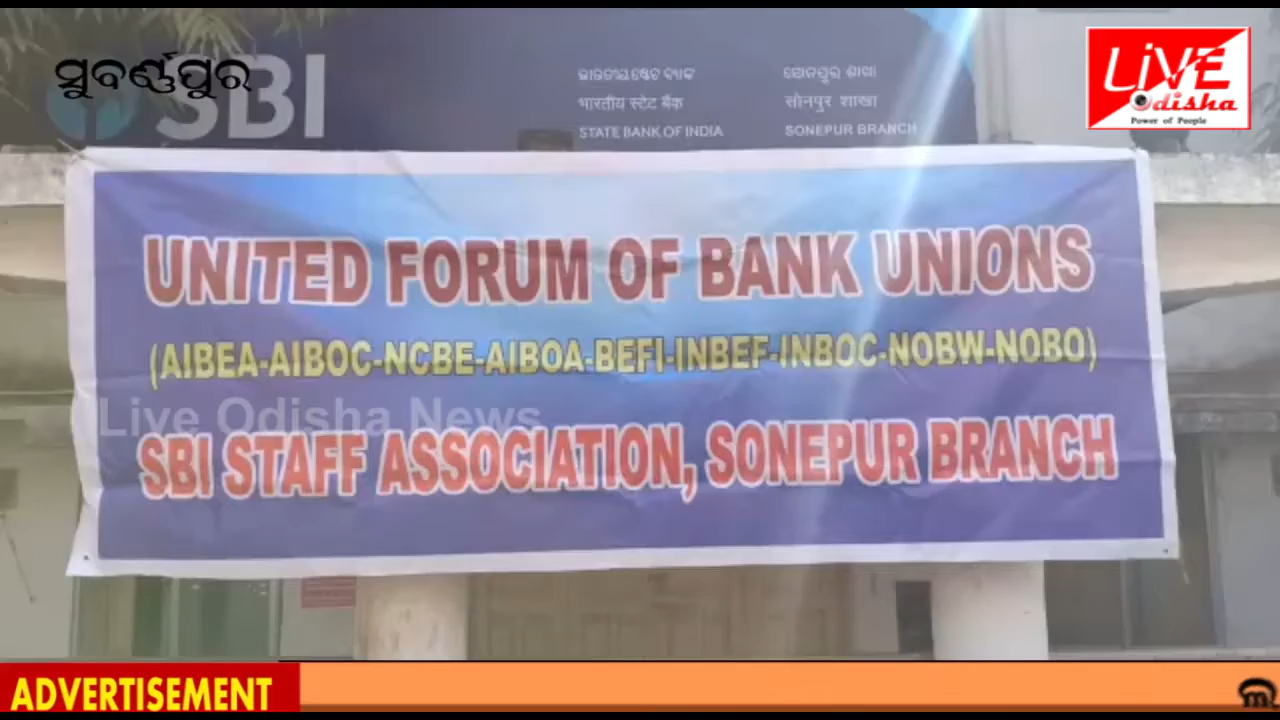 ସୁବର୍ଣ୍ଣପୁର
SBI
ଭାରତୀୟ ଷ୍ଟେଟ ବ୍ୟାଙ୍କ
ସୋନପୁର ଶାଖା
भारतीय स्टेट बैंक
सोनपुर शाखा
STATE BANK OF INDIA
SONEPUR BRANCH
LiVE
Odisha
Power of People
UNITED FORUM OF BANK UNIONS
(AIBEA-AIBOC-NCBE-AIBOA-BEFI-INBEF-INBOC-NOBW-NOBO)
Live Odisha News
SBI STAFF ASSOCIATION, SONEPUR BRANCH
ADVERTISEMENT